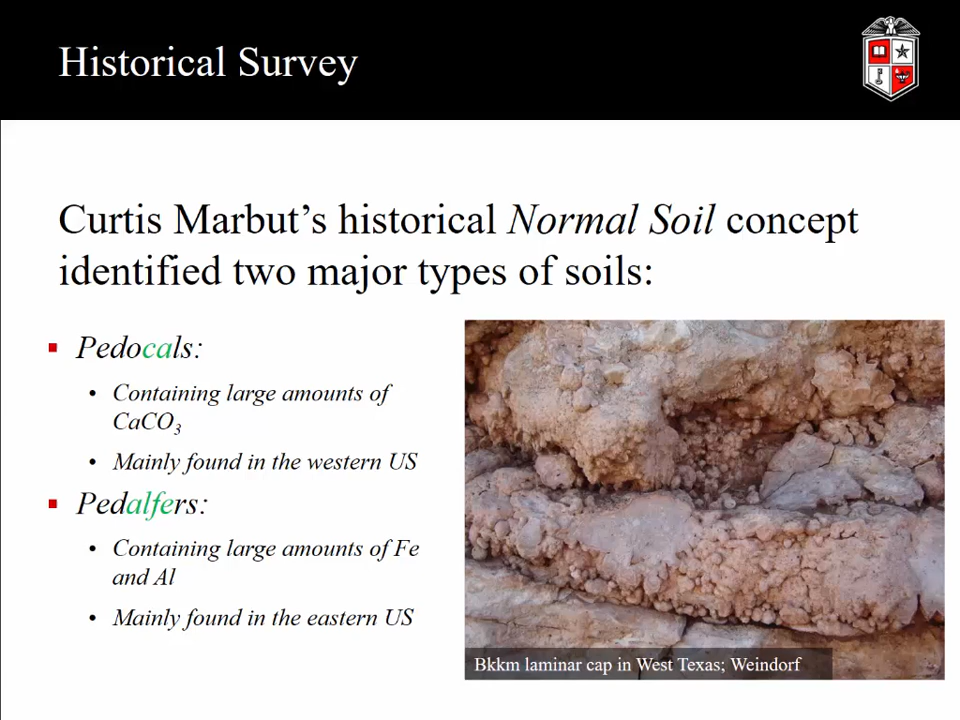 Historical Survey
Curtis Marbut’s historical Normal Soil concept
identified two major types of soils:
▪ Pedocals:
• Containing large amounts of
CaCO₃
• Mainly found in the western US
▪ Pedalfers:
• Containing large amounts of Fe
and Al
• Mainly found in the eastern US
Bkkm laminar cap in West Texas; Weindorf